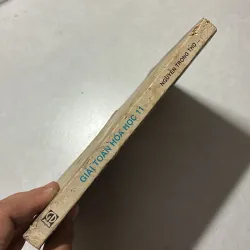 GIẢI TOÁN HÓA HỌC 11
NGUYỄN TRỌNG THỌ